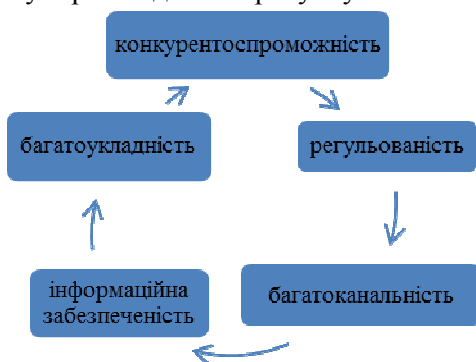 конкурентоспроможність
багатоукладність
регульованість
інформаційна
забезпеченість
багатоканальність